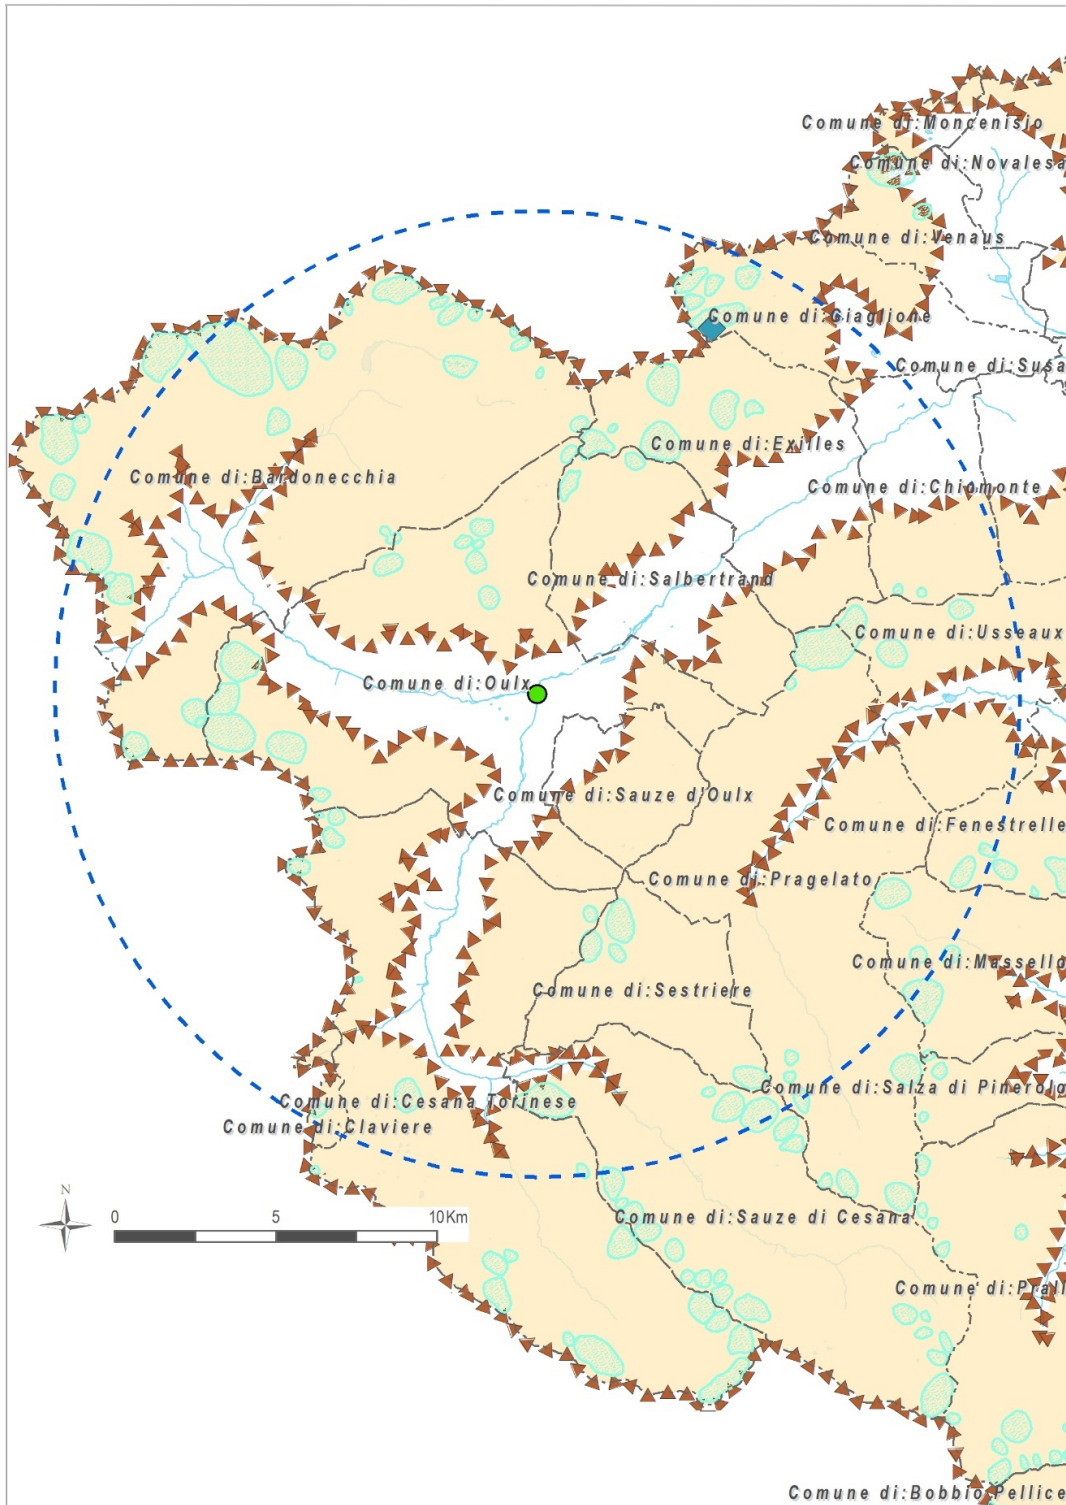 Comune di:Moncenisio
Comune di:Novalesa
Comune di:Venaus
Comune di:Giaglione
Comune di:Susa
Comune di:Exilles
Comune di:Bardonecchia
Comune di:Chiomonte
Comune di:Salbertrand
Comune di:Usseaux
Comune di:Oulx
Comune di:Sauze d'Oulx
Comune di:Fenestrelle
Comune di:Pragelato
Comune di:Massello
Comune di:Sestriere
Comune di:Salza di Pinerolo
Comune di:Cesana Torinese
Comune di:Claviere
N
0 5 10Km
Comune di:Sauze di Cesana
Comune di:Prali
Comune di:Bobbio Pellice